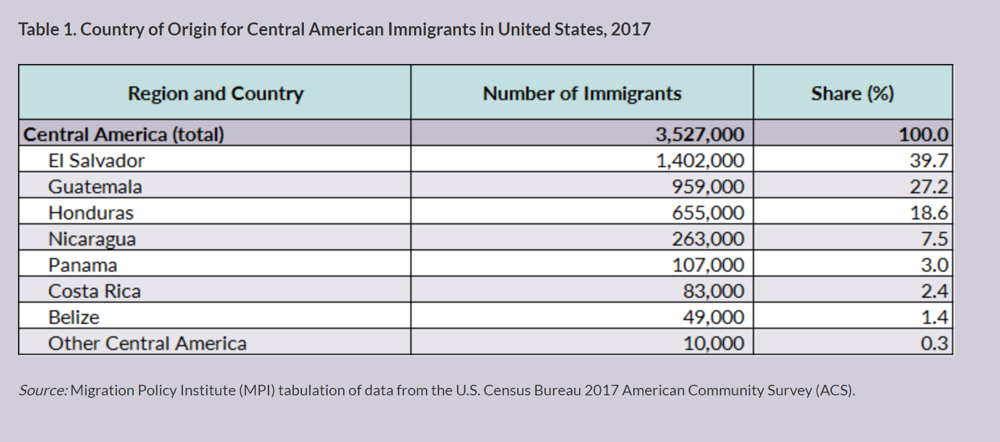 Table 1. Country of Origin for Central American Immigrants in United States, 2017
Region and Country Number of Immigrants Share (%)
Central America (total) 3,527,000 100.0
El Salvador 1,402,000 39.7
Guatemala 959,000 27.2
Honduras 655,000 18.6
Nicaragua 263,000 7.5
Panama 107,000 3.0
Costa Rica 83,000 2.4
Belize 49,000 1.4
Other Central America 10,000 0.3
Source: Migration Policy Institute (MPI) tabulation of data from the U.S. Census Bureau 2017 American Community Survey (ACS).